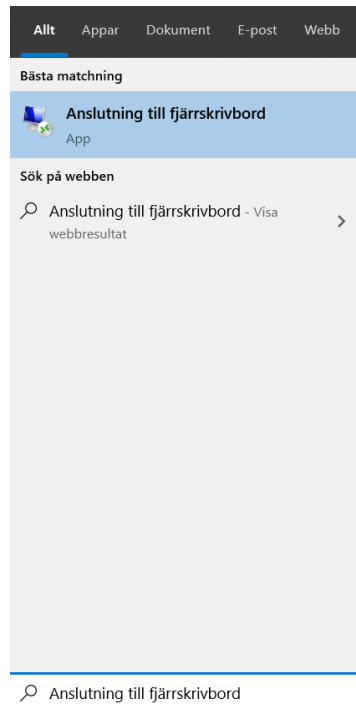 Allt Appar Dokument E-post Webb
Bästa matchning
Anslutning till fjärrskrivbord
App
Sök på webben
Anslutning till fjärrskrivbord - Visa
webbresultat
Anslutning till fjärrskrivbord